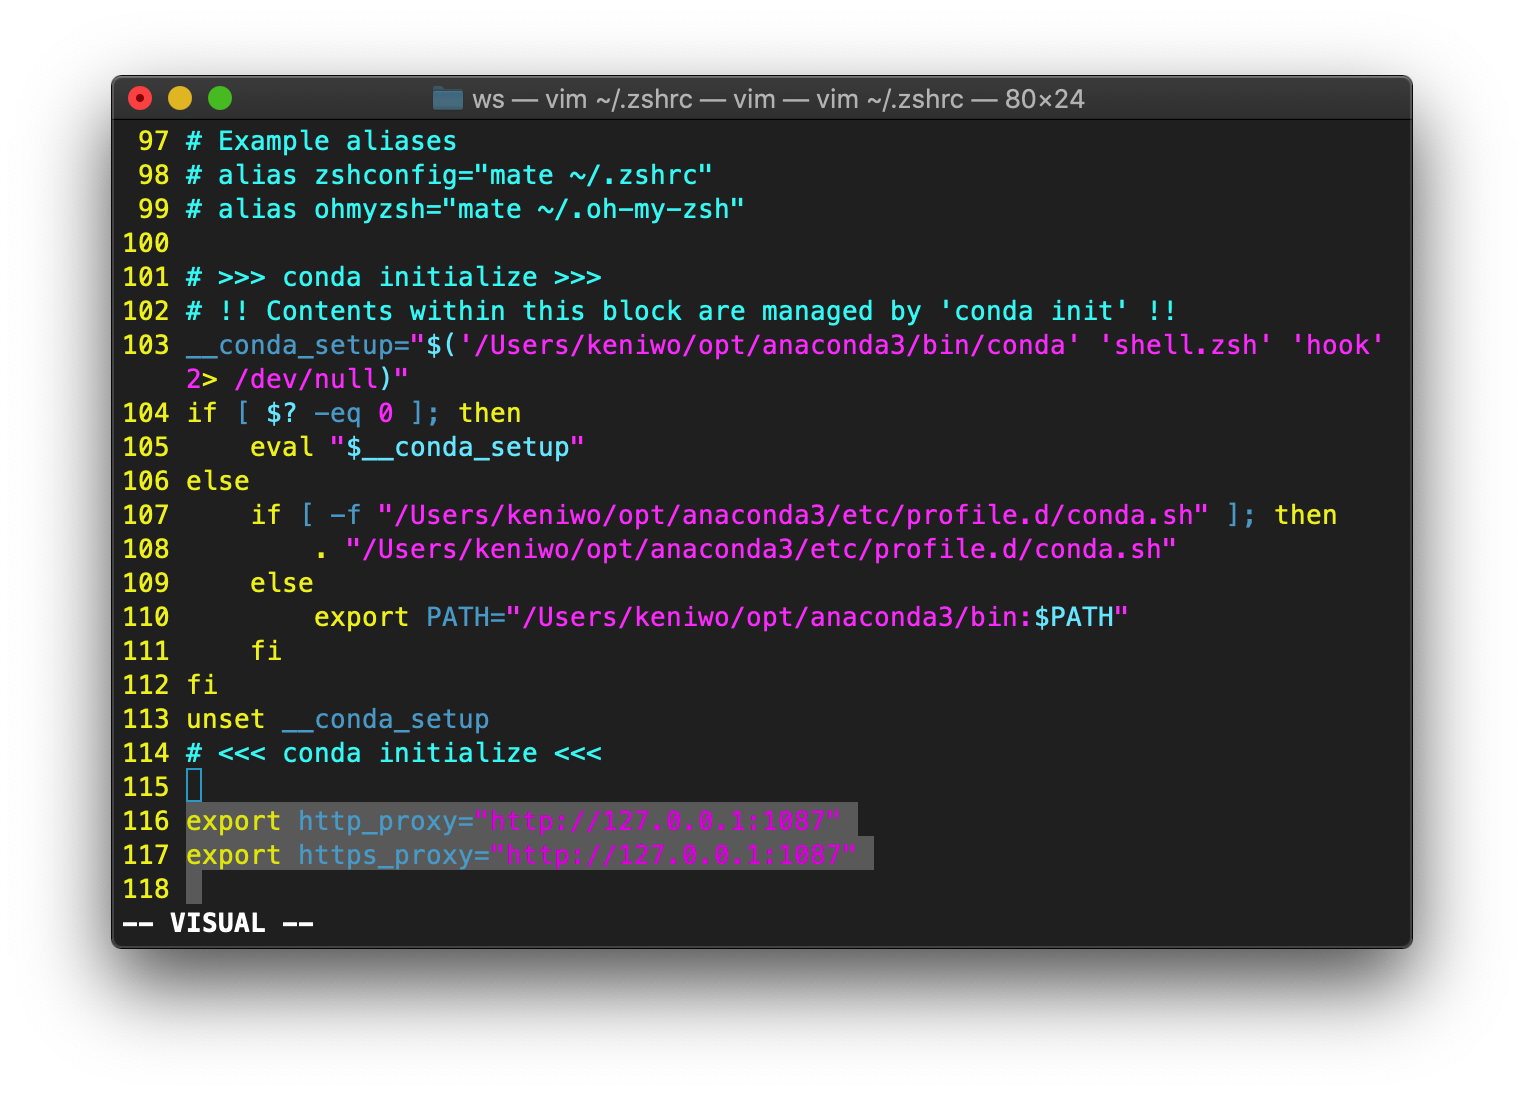 ws — vim ~/.zshrc — vim — vim ~/.zshrc — 80×24
97 # Example aliases
98 # alias zshconfig="mate ~/.zshrc"
99 # alias ohmyzsh="mate ~/.oh-my-zsh"
100
101 # >>> conda initialize >>>
102 # !! Contents within this block are managed by 'conda init' !!
103 __conda_setup="$('/Users/keniwo/opt/anaconda3/bin/conda' 'shell.zsh' 'hook'
2> /dev/null)"
104 if [ $? -eq 0 ]; then
105     eval "$__conda_setup"
106 else
107     if [ -f "/Users/keniwo/opt/anaconda3/etc/profile.d/conda.sh" ]; then
108         . "/Users/keniwo/opt/anaconda3/etc/profile.d/conda.sh"
109     else
110         export PATH="/Users/keniwo/opt/anaconda3/bin:$PATH"
111     fi
112 fi
113 unset __conda_setup
114 # <<< conda initialize <<<
115
116 export http_proxy="http://127.0.0.1:1087"
117 export https_proxy="http://127.0.0.1:1087"
118
-- VISUAL --